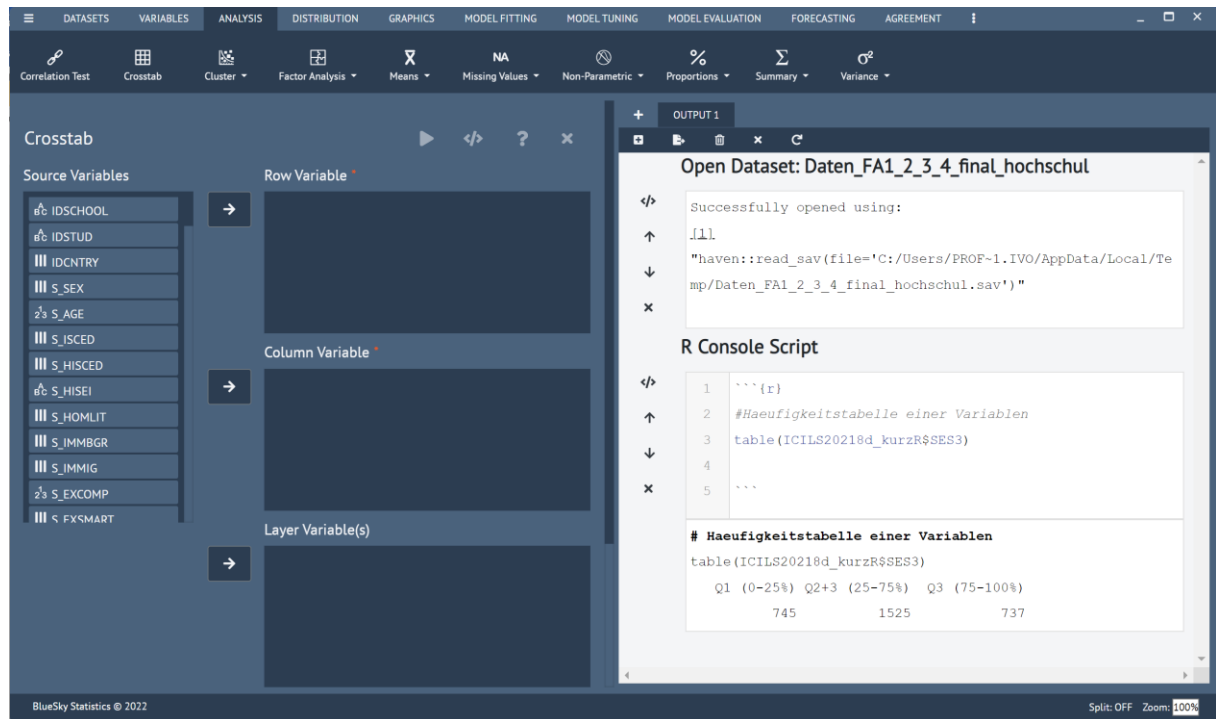 DATASETS VARIABLES ANALYSIS DISTRIBUTION GRAPHICS MODEL FITTING MODEL TUNING MODEL EVALUATION FORECASTING AGREEMENT
NA % Σ σ²
Correlation Test Crosstab Cluster Factor Analysis Means Missing Values Non-Parametric Proportions Summary Variance
+ OUTPUT 1
Crosstab
</> ?
Source Variables
IDSCHOOL
IDSTUD
IDCNTRY
S_SEX
S_AGE
S_ISCED
S_HISCED
S_HISEI
S_HOMLIT
S_IMMBGR
S_IMMIG
S_EXCOMP
S_EXSMART
Row Variable *
Column Variable *
Layer Variable(s)
Open Dataset: Daten_FA1_2_3_4_final_hochschul
</>
Successfully opened using:
[1]
"haven::read_sav(file='C:/Users/PROF~1.IVO/AppData/Local/Te
mp/Daten_FA1_2_3_4_final_hochschul.sav')"
R Console Script
</>
1 ```{r}
2 #Haeufigkeitstabelle einer Variablen
3 table(ICILS20218d_kurzR$SES3)
4
5 ```
# Haeufigkeitstabelle einer Variablen
table(ICILS20218d_kurzR$SES3)
Q1 (0-25%) Q2+3 (25-75%) Q3 (75-100%)
745 1525 737
BlueSky Statistics © 2022
Split: OFF Zoom: 100%